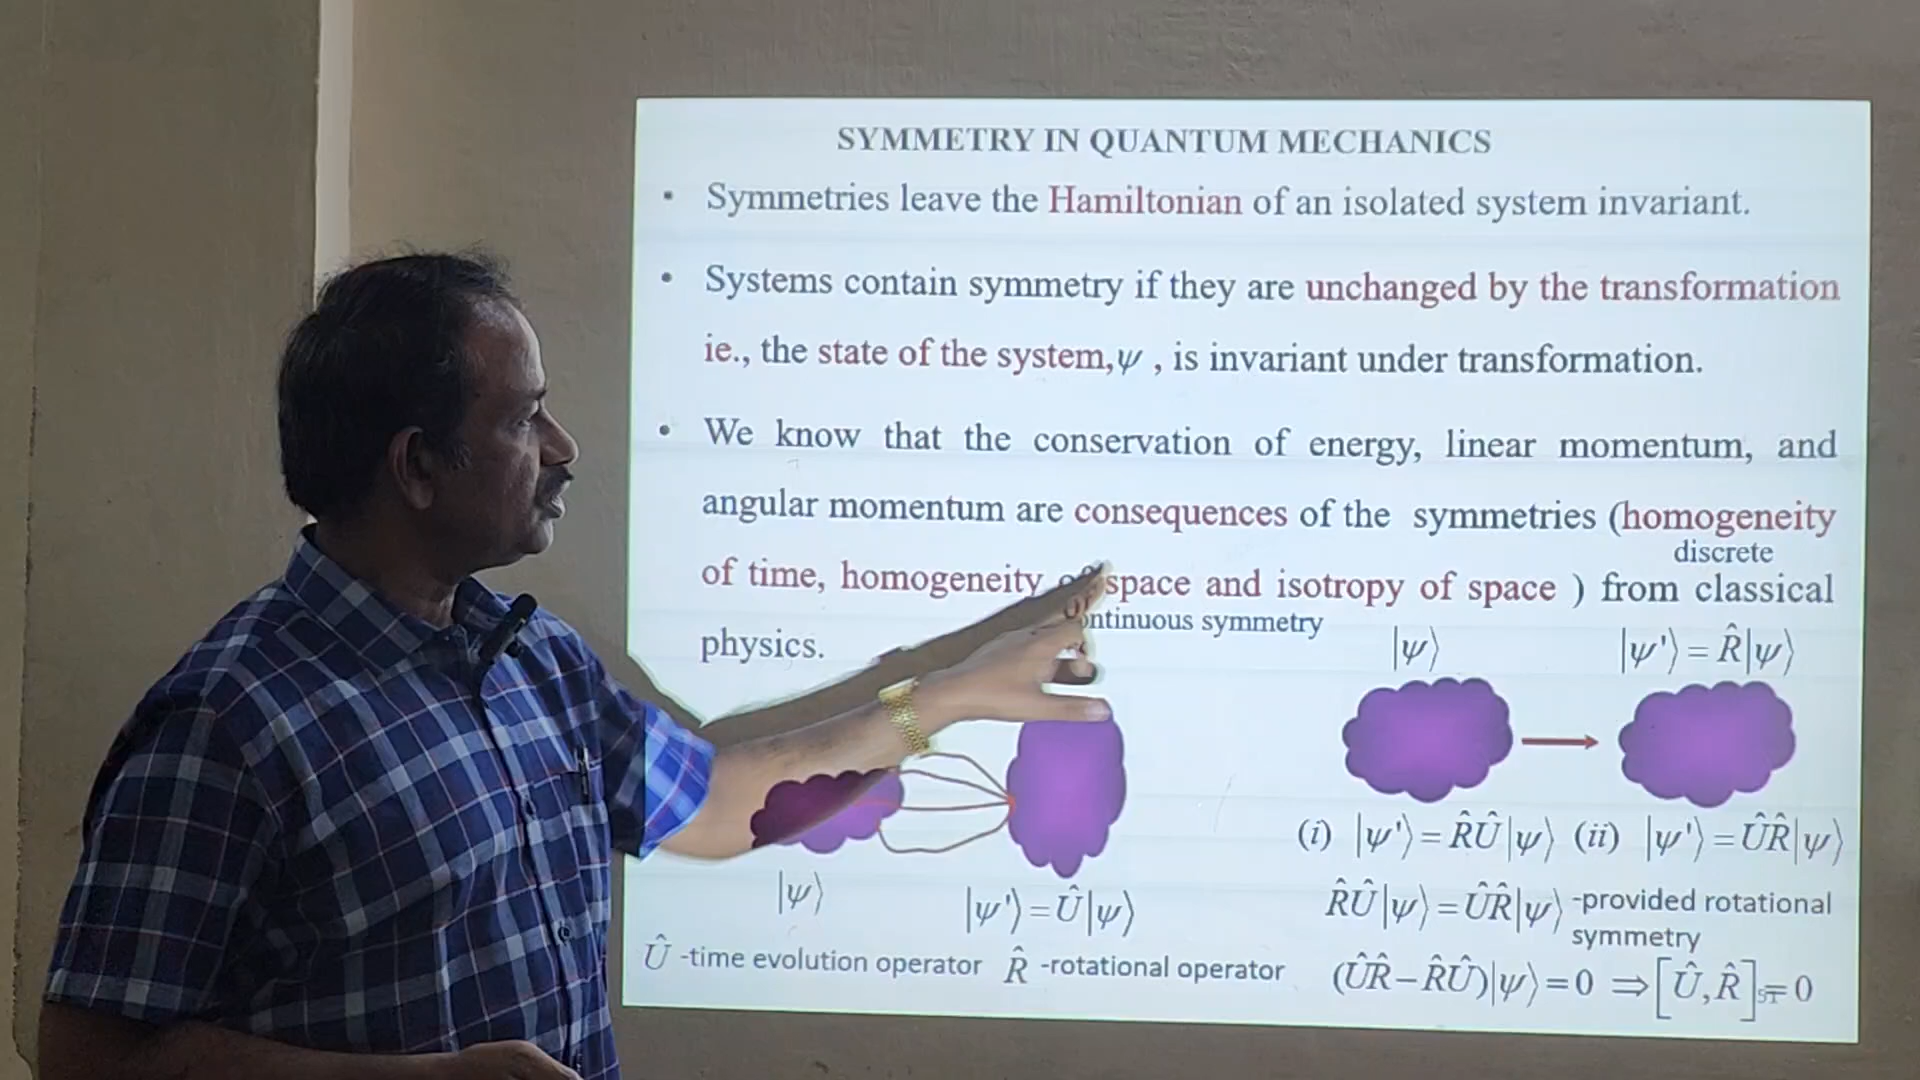 SYMMETRY IN QUANTUM MECHANICS
• Symmetries leave the Hamiltonian of an isolated system invariant.
• Systems contain symmetry if they are unchanged by the transformation
ie., the state of the system, ψ , is invariant under transformation.
• We know that the conservation of energy, linear momentum, and
angular momentum are consequences of the symmetries (homogeneity
discrete
of time, homogeneity of space and isotropy of space ) from classical
ntinuous symmetry
physics.
|ψ⟩ |ψ'⟩ = R̂|ψ⟩
(i) |ψ'⟩ = R̂Û|ψ⟩ (ii) |ψ'⟩ = ÛR̂|ψ⟩
|ψ⟩ |ψ'⟩ = Û|ψ⟩
R̂Û|ψ⟩ = ÛR̂|ψ⟩ -provided rotational
symmetry
Û -time evolution operator R̂ -rotational operator
(ÛR̂ – R̂Û)|ψ⟩ = 0 ⇒ [Û, R̂] = 0